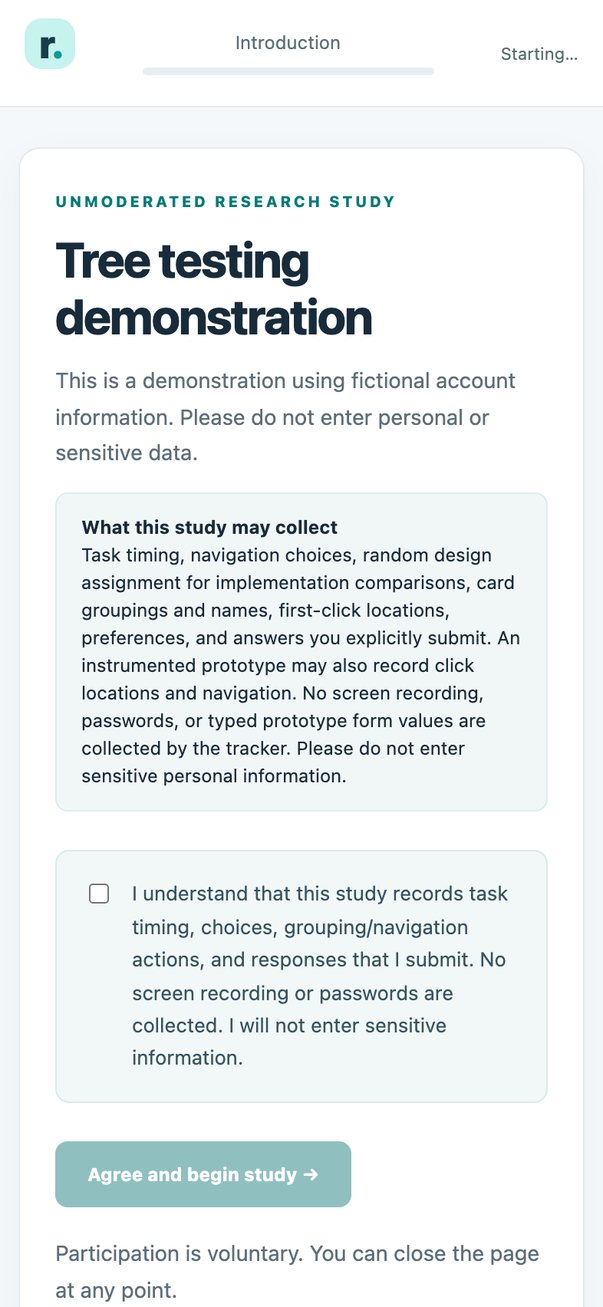 r.
Introduction
Starting...
UNMODERATED RESEARCH STUDY
Tree testing
demonstration
This is a demonstration using fictional account
information. Please do not enter personal or
sensitive data.
What this study may collect
Task timing, navigation choices, random design
assignment for implementation comparisons, card
groupings and names, first-click locations,
preferences, and answers you explicitly submit. An
instrumented prototype may also record click
locations and navigation. No screen recording,
passwords, or typed prototype form values are
collected by the tracker. Please do not enter
sensitive personal information.
I understand that this study records task
timing, choices, grouping/navigation
actions, and responses that I submit. No
screen recording or passwords are
collected. I will not enter sensitive
information.
Agree and begin study →
Participation is voluntary. You can close the page
at any point.